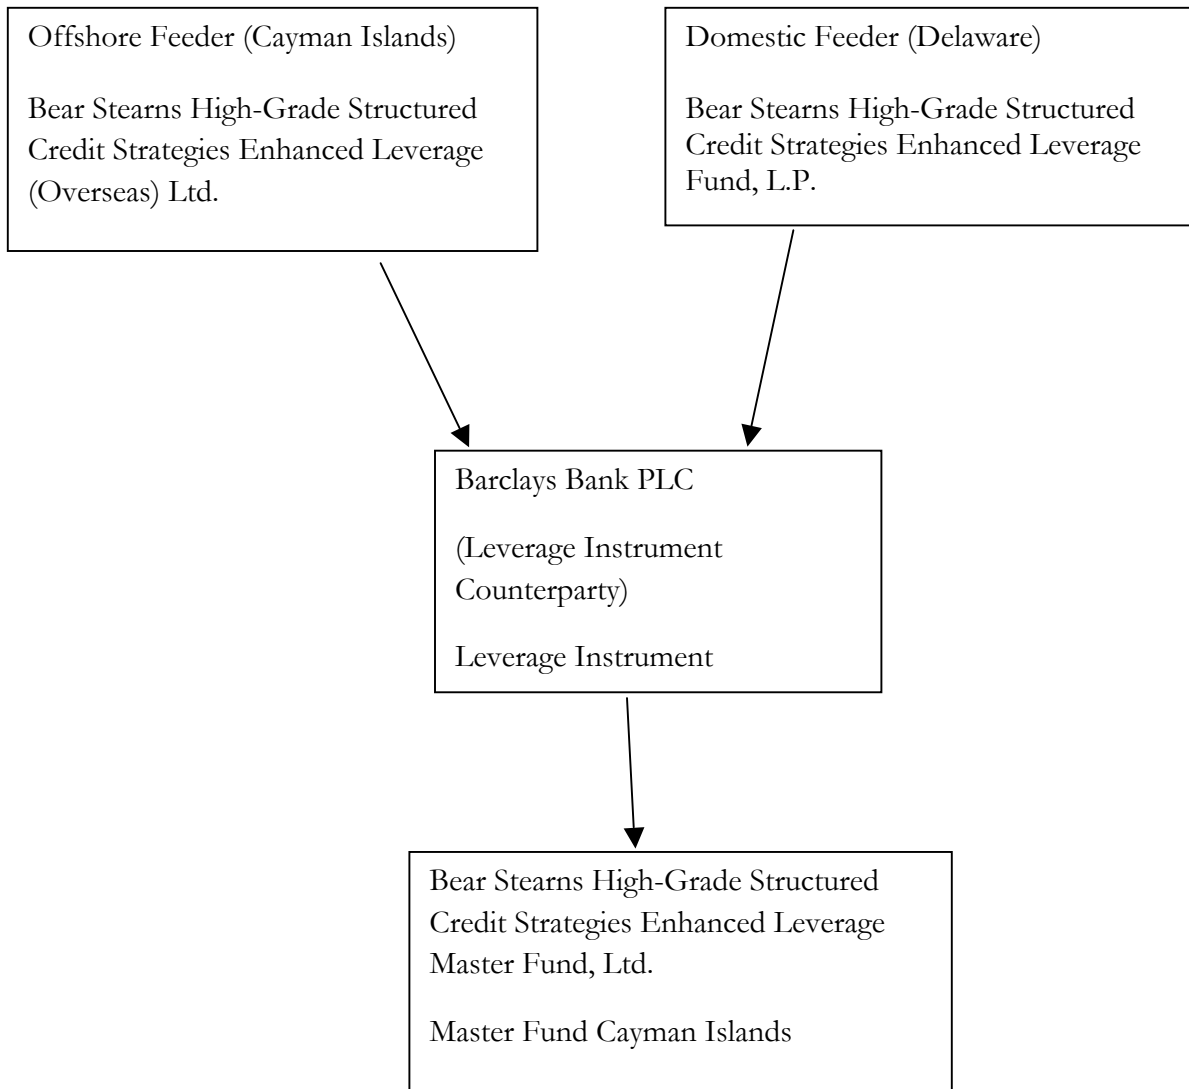 Offshore Feeder (Cayman Islands)
Bear Stearns High-Grade Structured
Credit Strategies Enhanced Leverage
(Overseas) Ltd.
Domestic Feeder (Delaware)
Bear Stearns High-Grade Structured
Credit Strategies Enhanced Leverage
Fund, L.P.
Barclays Bank PLC
(Leverage Instrument
Counterparty)
Leverage Instrument
Bear Stearns High-Grade Structured
Credit Strategies Enhanced Leverage
Master Fund, Ltd.
Master Fund Cayman Islands